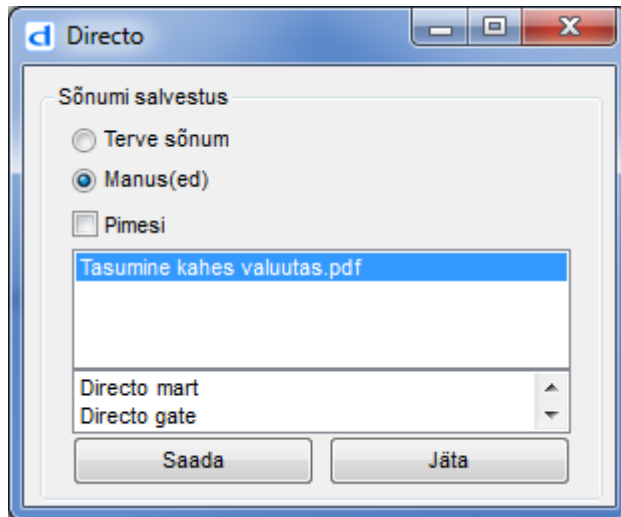 Directo
Sõnumi salvestus
Terve sõnum
Manus(ed)
Pimesi
Tasumine kahes valuutas.pdf
Directo mart
Directo gate
Saada
Jäta